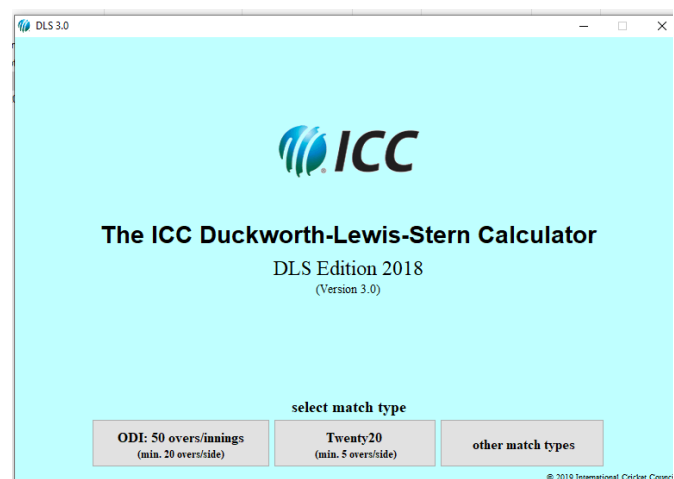 DLS 3.0
ICC
The ICC Duckworth-Lewis-Stern Calculator
DLS Edition 2018
(Version 3.0)
select match type
ODI: 50 overs/innings
(min. 20 overs/side)
Twenty20
(min. 5 overs/side)
other match types
© 2019 International Cricket Counci